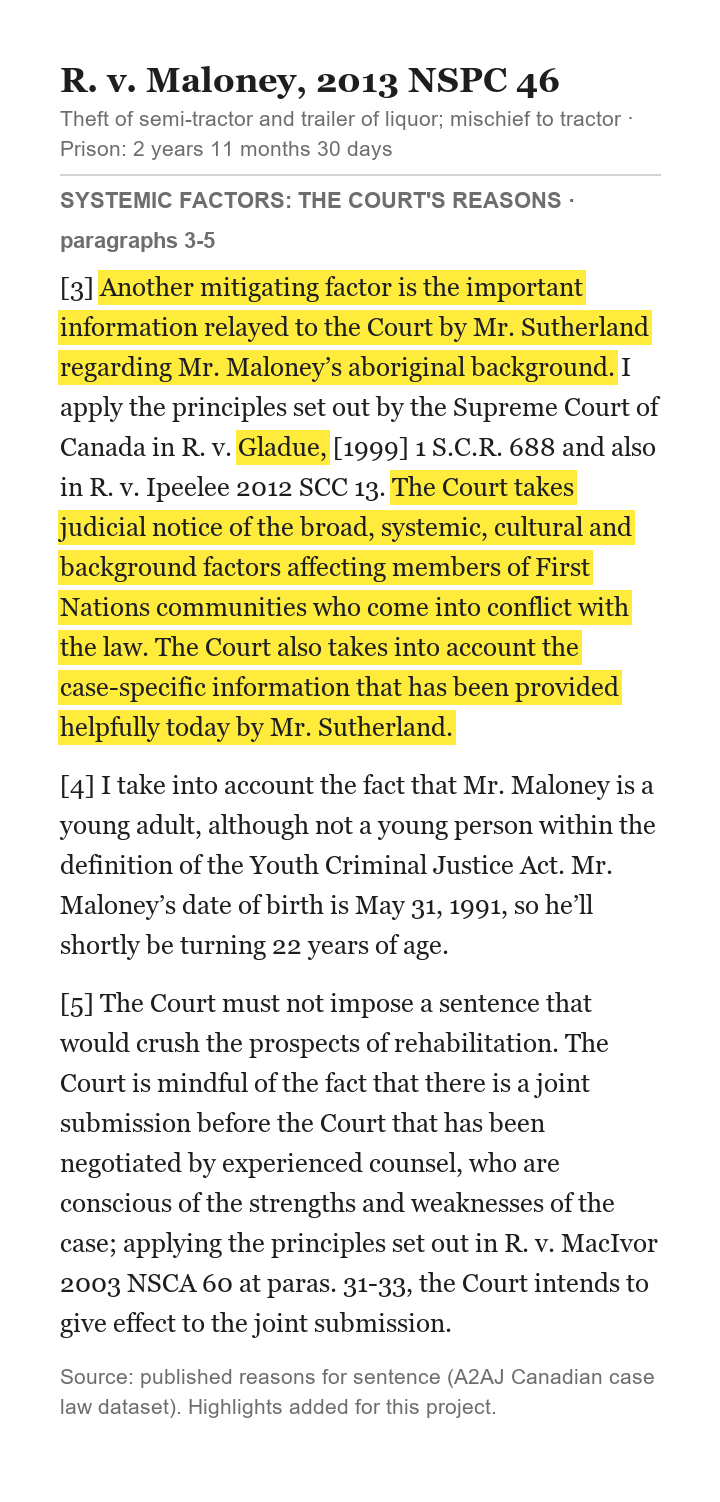 R. v. Maloney, 2013 NSPC 46
Theft of semi-tractor and trailer of liquor; mischief to tractor ·
Prison: 2 years 11 months 30 days
SYSTEMIC FACTORS: THE COURT'S REASONS ·
paragraphs 3-5
[3] Another mitigating factor is the important
information relayed to the Court by Mr. Sutherland
regarding Mr. Maloney’s aboriginal background. I
apply the principles set out by the Supreme Court of
Canada in R. v. Gladue, [1999] 1 S.C.R. 688 and also
in R. v. Ipeelee 2012 SCC 13. The Court takes
judicial notice of the broad, systemic, cultural and
background factors affecting members of First
Nations communities who come into conflict with
the law. The Court also takes into account the
case-specific information that has been provided
helpfully today by Mr. Sutherland.
[4] I take into account the fact that Mr. Maloney is a
young adult, although not a young person within the
definition of the Youth Criminal Justice Act. Mr.
Maloney’s date of birth is May 31, 1991, so he’ll
shortly be turning 22 years of age.
[5] The Court must not impose a sentence that
would crush the prospects of rehabilitation. The
Court is mindful of the fact that there is a joint
submission before the Court that has been
negotiated by experienced counsel, who are
conscious of the strengths and weaknesses of the
case; applying the principles set out in R. v. MacIvor
2003 NSCA 60 at paras. 31-33, the Court intends to
give effect to the joint submission.
Source: published reasons for sentence (A2AJ Canadian case
law dataset). Highlights added for this project.